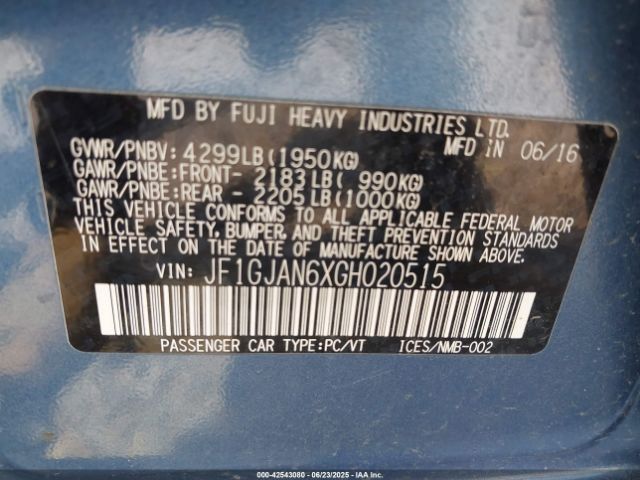 MFD BY FUJI HEAVY INDUSTRIES LTD.
MFD IN 06/16
GVWR/PNBV: 4299LB(1950KG)
GAWR/PNBE:FRONT- 2183LB( 990KG)
GAWR/PNBE:REAR - 2205LB(1000KG)
THIS VEHICLE CONFORMS TO ALL APPLICABLE FEDERAL MOTOR
VEHICLE SAFETY, BUMPER, AND THEFT PREVENTION STANDARDS
IN EFFECT ON THE DATE OF MANUFACTURE SHOWN ABOVE.
VIN: JF1GJAN6XGH020515
PASSENGER CAR TYPE:PC/VT ICES/NMB-002
000-42543080 - 06/23/2025 - IAA Inc.